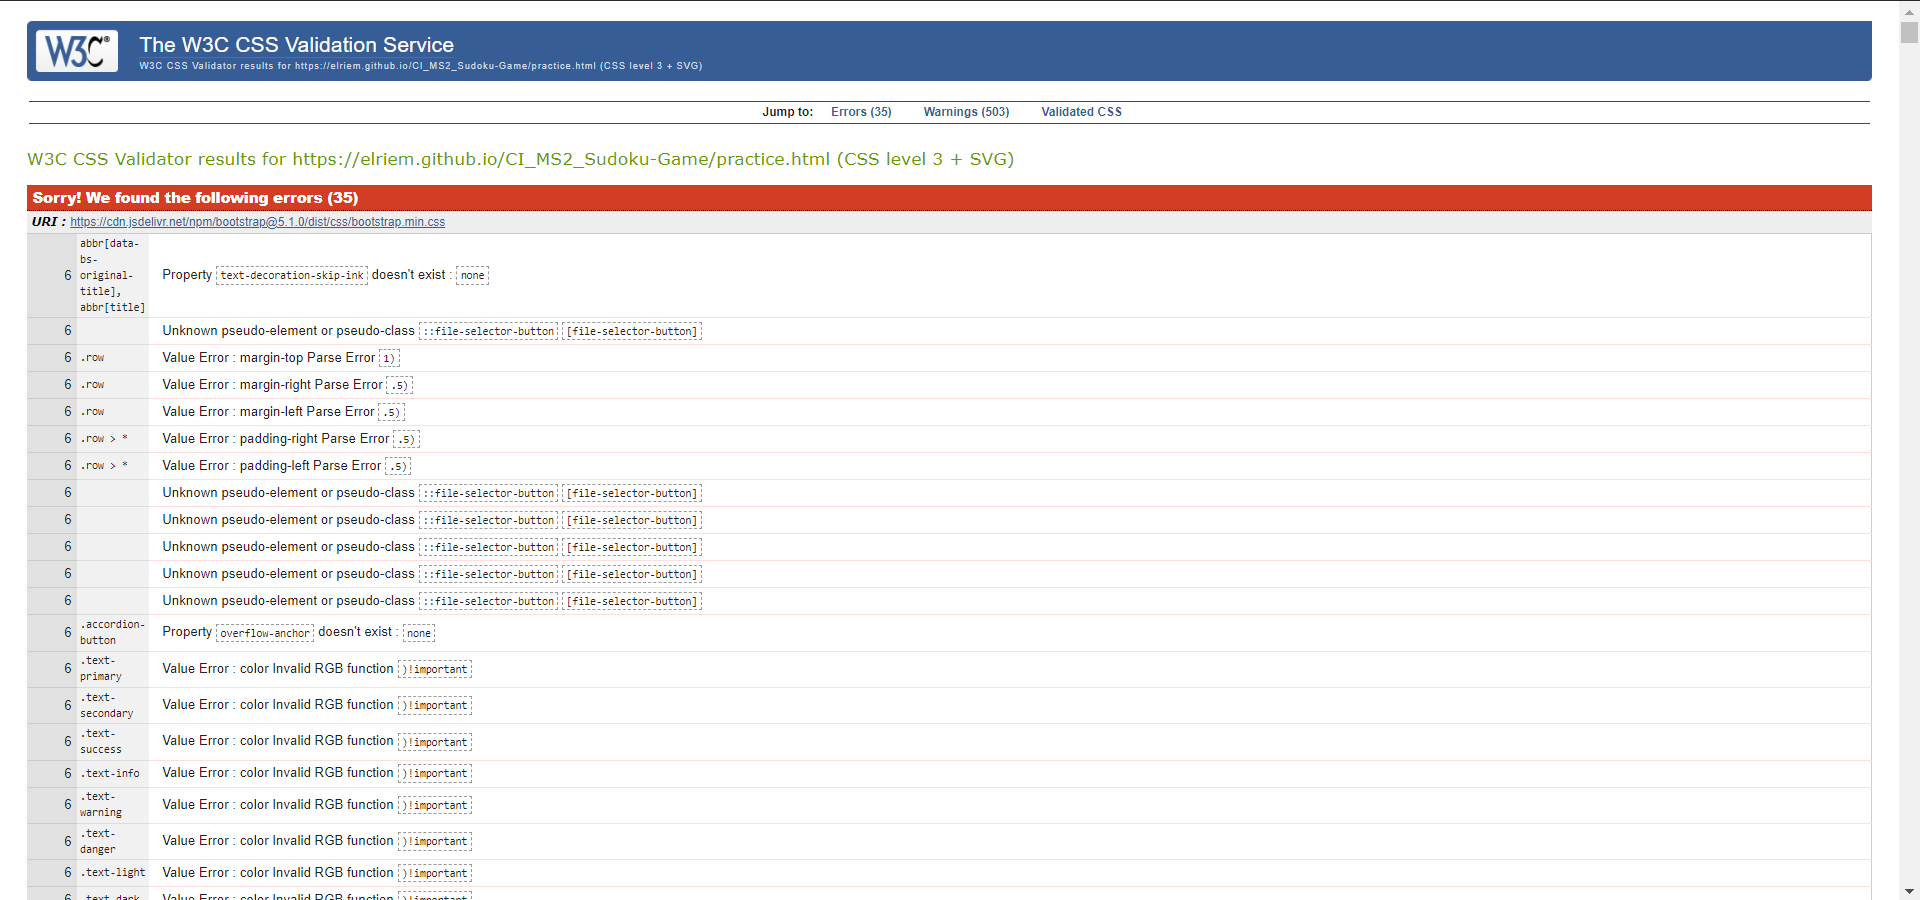 W3C®
The W3C CSS Validation Service
W3C CSS Validator results for https://elriem.github.io/CI_MS2_Sudoku-Game/practice.html (CSS level 3 + SVG)
Jump to: Errors (35) Warnings (503) Validated CSS
W3C CSS Validator results for https://elriem.github.io/CI_MS2_Sudoku-Game/practice.html (CSS level 3 + SVG)
Sorry! We found the following errors (35)
URI : https://cdn.jsdelivr.net/npm/bootstrap@5.1.0/dist/css/bootstrap.min.css
abbr[data-
bs-
6 original- Property text-decoration-skip-ink doesn't exist : none
title],
abbr[title]
6 Unknown pseudo-element or pseudo-class ::file-selector-button [file-selector-button]
6 .row Value Error : margin-top Parse Error 1)
6 .row Value Error : margin-right Parse Error .5)
6 .row Value Error : margin-left Parse Error .5)
6 .row > * Value Error : padding-right Parse Error .5)
6 .row > * Value Error : padding-left Parse Error .5)
6 Unknown pseudo-element or pseudo-class ::file-selector-button [file-selector-button]
6 Unknown pseudo-element or pseudo-class ::file-selector-button [file-selector-button]
6 Unknown pseudo-element or pseudo-class ::file-selector-button [file-selector-button]
6 Unknown pseudo-element or pseudo-class ::file-selector-button [file-selector-button]
6 Unknown pseudo-element or pseudo-class ::file-selector-button [file-selector-button]
6 .accordion- Property overflow-anchor doesn't exist : none
button
6 .text- Value Error : color Invalid RGB function )!important
primary
6 .text- Value Error : color Invalid RGB function )!important
secondary
6 .text- Value Error : color Invalid RGB function )!important
success
6 .text-info Value Error : color Invalid RGB function )!important
6 .text- Value Error : color Invalid RGB function )!important
warning
6 .text- Value Error : color Invalid RGB function )!important
danger
6 .text-light Value Error : color Invalid RGB function )!important
6 .text-dark Value Error : color Invalid RGB function )!important